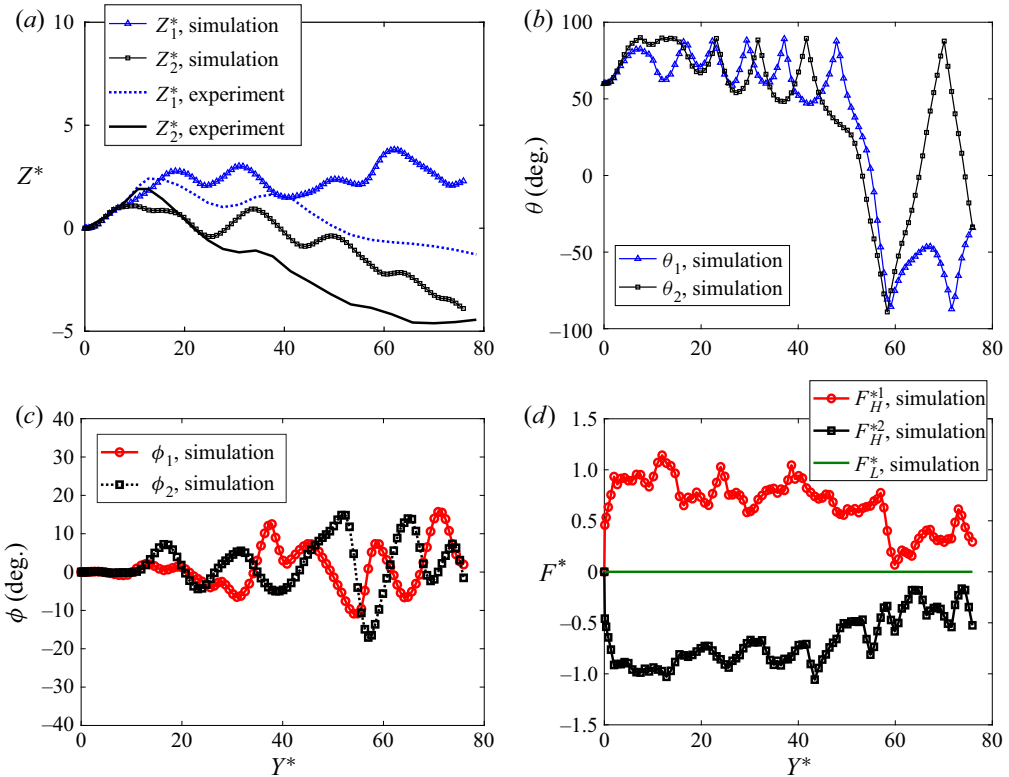 (a)
10
5
0
–5
0
20
40
60
80
Z*
Z*1, simulation
Z*2, simulation
Z*1, experiment
Z*2, experiment
(b)
100
50
0
–50
–100
0
20
40
60
80
θ (deg.)
θ1, simulation
θ2, simulation
(c)
40
30
20
10
0
–10
–20
–30
–40
0
20
40
60
80
ϕ (deg.)
Y*
ϕ1, simulation
ϕ2, simulation
(d)
1.5
1.0
0.5
0
–0.5
–1.0
–1.5
0
20
40
60
80
F*
Y*
F*1H, simulation
F*2H, simulation
F*L, simulation